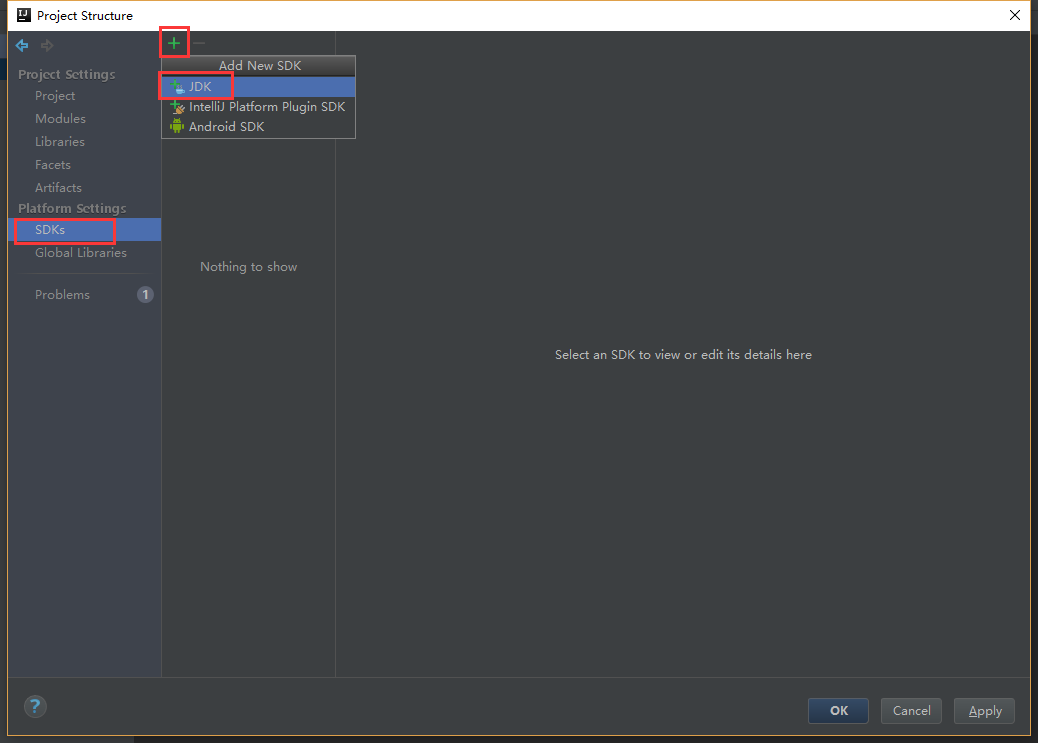 Project Structure
Add New SDK
JDK
IntelliJ Platform Plugin SDK
Android SDK
Project Settings
Project
Modules
Libraries
Facets
Artifacts
Platform Settings
SDKs
Global Libraries
Problems 1
Nothing to show
Select an SDK to view or edit its details here
?
OK Cancel Apply